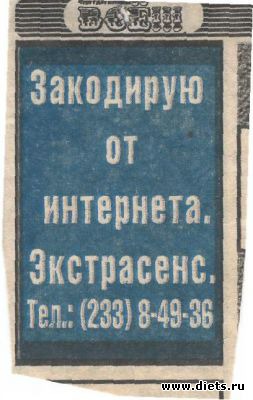 Закодирую
от
интернета.
Экстрасенс.
Тел.: (233) 8-49-36
www.diets.ru